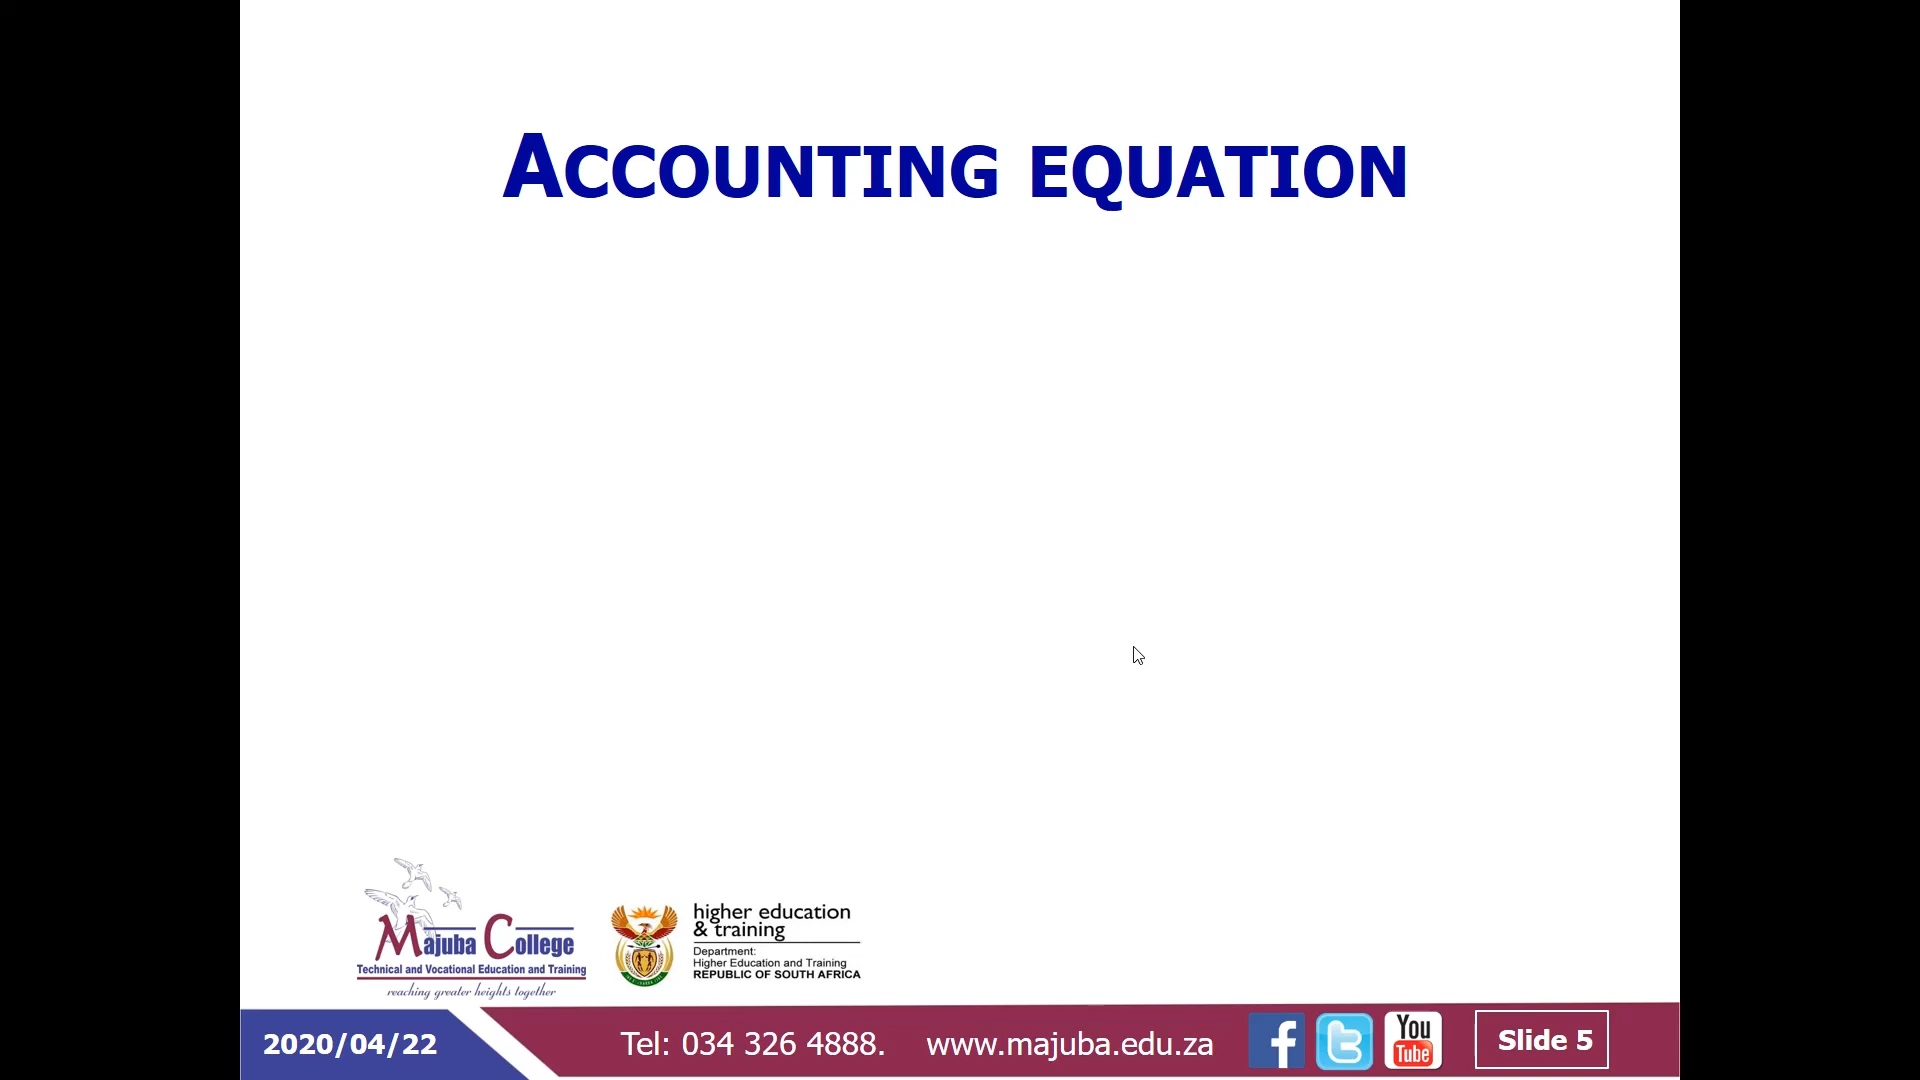 ACCOUNTING EQUATION
Majuba College
Technical and Vocational Education and Training
reaching greater heights together
higher education
& training
Department:
Higher Education and Training
REPUBLIC OF SOUTH AFRICA
2020/04/22
Tel: 034 326 4888. www.majuba.edu.za
f
t
You
Tube
Slide 5